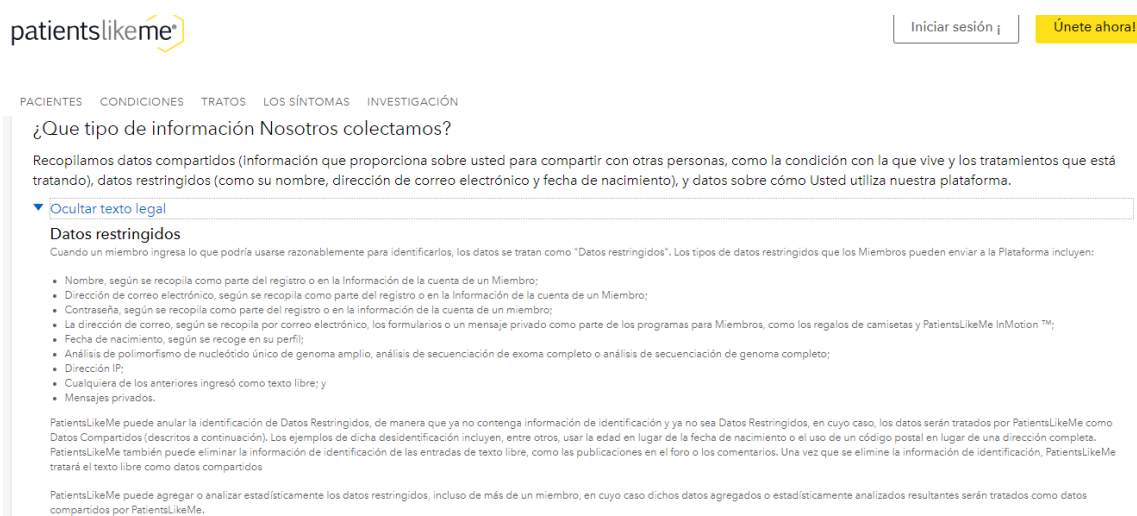 patientslikeme®
Iniciar sesión ¡
Únete ahora!
PACIENTES CONDICIONES TRATOS LOS SÍNTOMAS INVESTIGACIÓN
¿Que tipo de información Nosotros colectamos?
Recopilamos datos compartidos (información que proporciona sobre usted para compartir con otras personas, como la condición con la que vive y los tratamientos que está
tratando), datos restringidos (como su nombre, dirección de correo electrónico y fecha de nacimiento), y datos sobre cómo Usted utiliza nuestra plataforma.
Ocultar texto legal
Datos restringidos
Cuando un miembro ingresa lo que podría usarse razonablemente para identificarlos, los datos se tratan como "Datos restringidos". Los tipos de datos restringidos que los Miembros pueden enviar a la Plataforma incluyen:
• Nombre, según se recopila como parte del registro o en la Información de la cuenta de un Miembro;
• Dirección de correo electrónico, según se recopila como parte del registro o en la Información de la cuenta de un Miembro;
• Contraseña, según se recopila como parte del registro o en la información de la cuenta de un miembro;
• La dirección de correo, según se recopila por correo electrónico, los formularios o un mensaje privado como parte de los programas para Miembros, como los regalos de camisetas y PatientsLikeMe InMotion ™;
• Fecha de nacimiento, según se recoge en su perfil;
• Análisis de polimorfismo de nucleótido único de genoma amplio, análisis de secuenciación de exoma completo o análisis de secuenciación de genoma completo;
• Dirección IP;
• Cualquiera de los anteriores ingresó como texto libre; y
• Mensajes privados.
PatientsLikeMe puede anular la identificación de Datos Restringidos, de manera que ya no contenga información de identificación y ya no sea Datos Restringidos, en cuyo caso, los datos serán tratados por PatientsLikeMe como
Datos Compartidos (descritos a continuación). Los ejemplos de dicha desidentificación incluyen, entre otros, usar la edad en lugar de la fecha de nacimiento o el uso de un código postal en lugar de una dirección completa.
PatientsLikeMe también puede eliminar la información de identificación de las entradas de texto libre, como las publicaciones en el foro o los comentarios. Una vez que se elimine la información de identificación, PatientsLikeMe
tratará el texto libre como datos compartidos
PatientsLikeMe puede agregar o analizar estadísticamente los datos restringidos, incluso de más de un miembro, en cuyo caso dichos datos agregados o estadísticamente analizados resultantes serán tratados como datos
compartidos por PatientsLikeMe.